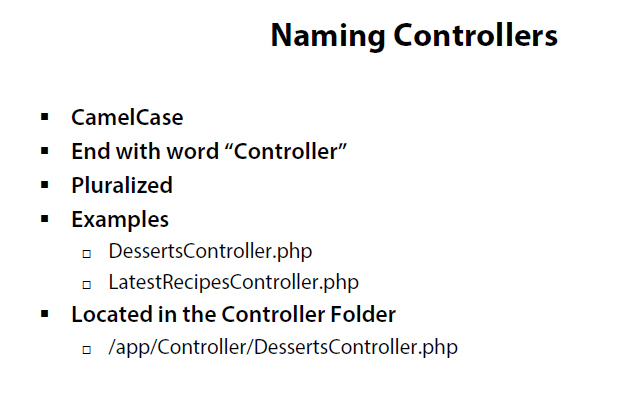 Naming Controllers
▪ CamelCase
▪ End with word “Controller”
▪ Pluralized
▪ Examples
▫ DessertsController.php
▫ LatestRecipesController.php
▪ Located in the Controller Folder
▫ /app/Controller/DessertsController.php